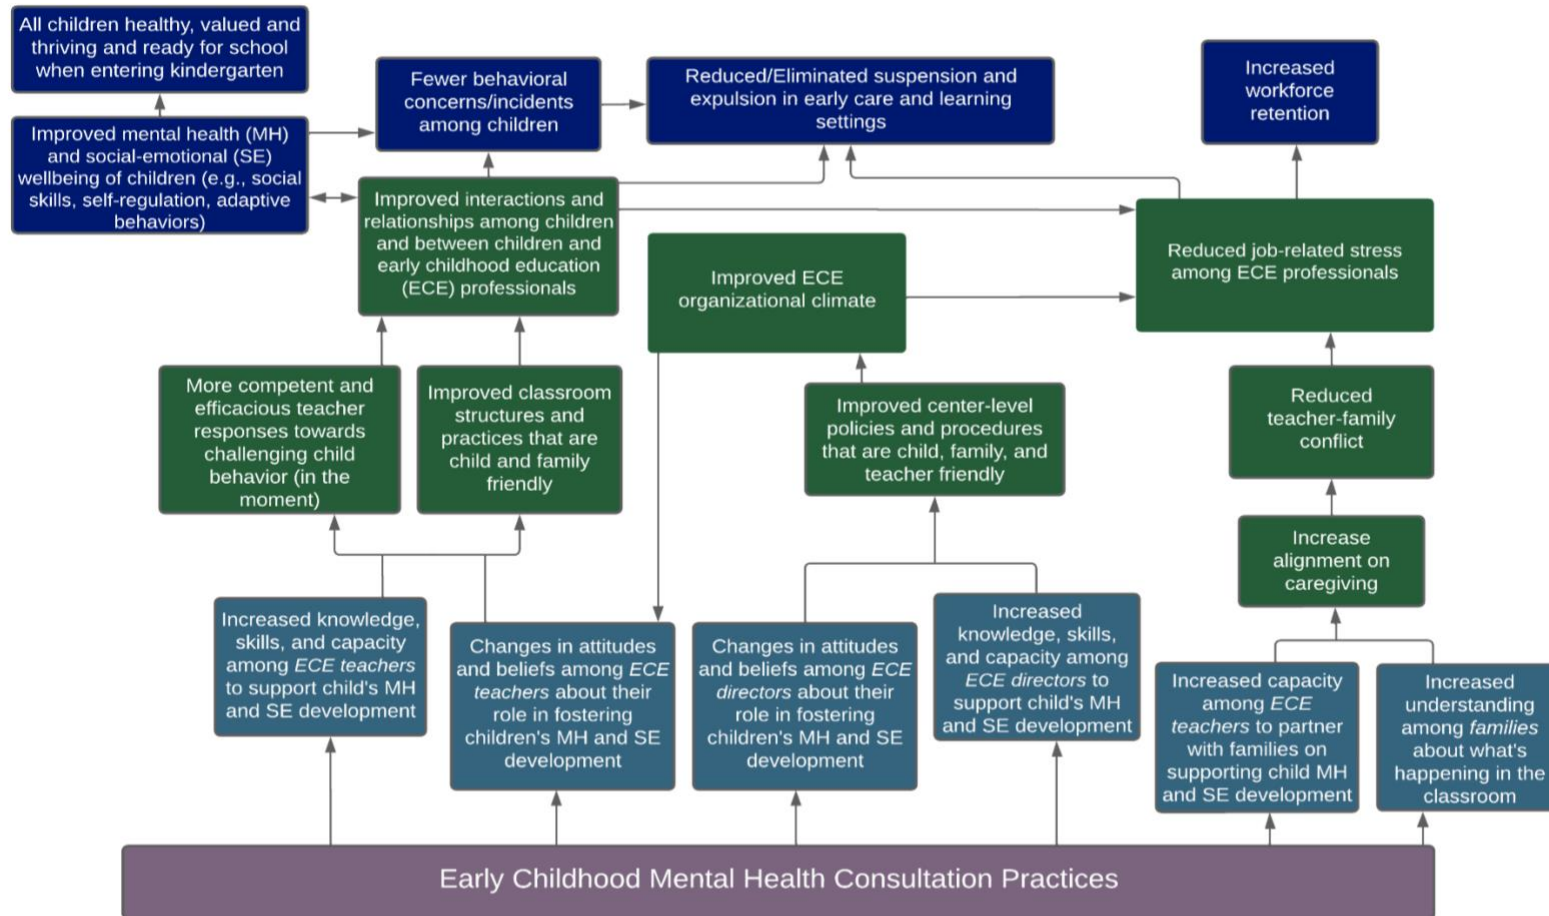 All children healthy, valued and
thriving and ready for school
when entering kindergarten
Fewer behavioral
concerns/incidents
among children
Reduced/Eliminated suspension and
expulsion in early care and learning
settings
Increased
workforce
retention
Improved mental health (MH)
and social-emotional (SE)
wellbeing of children (e.g., social
skills, self-regulation, adaptive
behaviors)
Improved interactions and
relationships among children
and between children and
early childhood education
(ECE) professionals
Improved ECE
organizational climate
Reduced job-related stress
among ECE professionals
More competent and
efficacious teacher
responses towards
challenging child
behavior (in the
moment)
Improved classroom
structures and
practices that are
child and family
friendly
Improved center-level
policies and procedures
that are child, family, and
teacher friendly
Reduced
teacher-family
conflict
Increase
alignment on
caregiving
Increased knowledge,
skills, and capacity
among ECE teachers
to support child's MH
and SE development
Changes in attitudes
and beliefs among ECE
teachers about their
role in fostering
children's MH and SE
development
Changes in attitudes
and beliefs among ECE
directors about their
role in fostering
children's MH and SE
development
Increased
knowledge, skills,
and capacity among
ECE directors to
support child's MH
and SE development
Increased capacity
among ECE
teachers to partner
with families on
supporting child MH
and SE development
Increased
understanding
among families
about what's
happening in the
classroom
Early Childhood Mental Health Consultation Practices